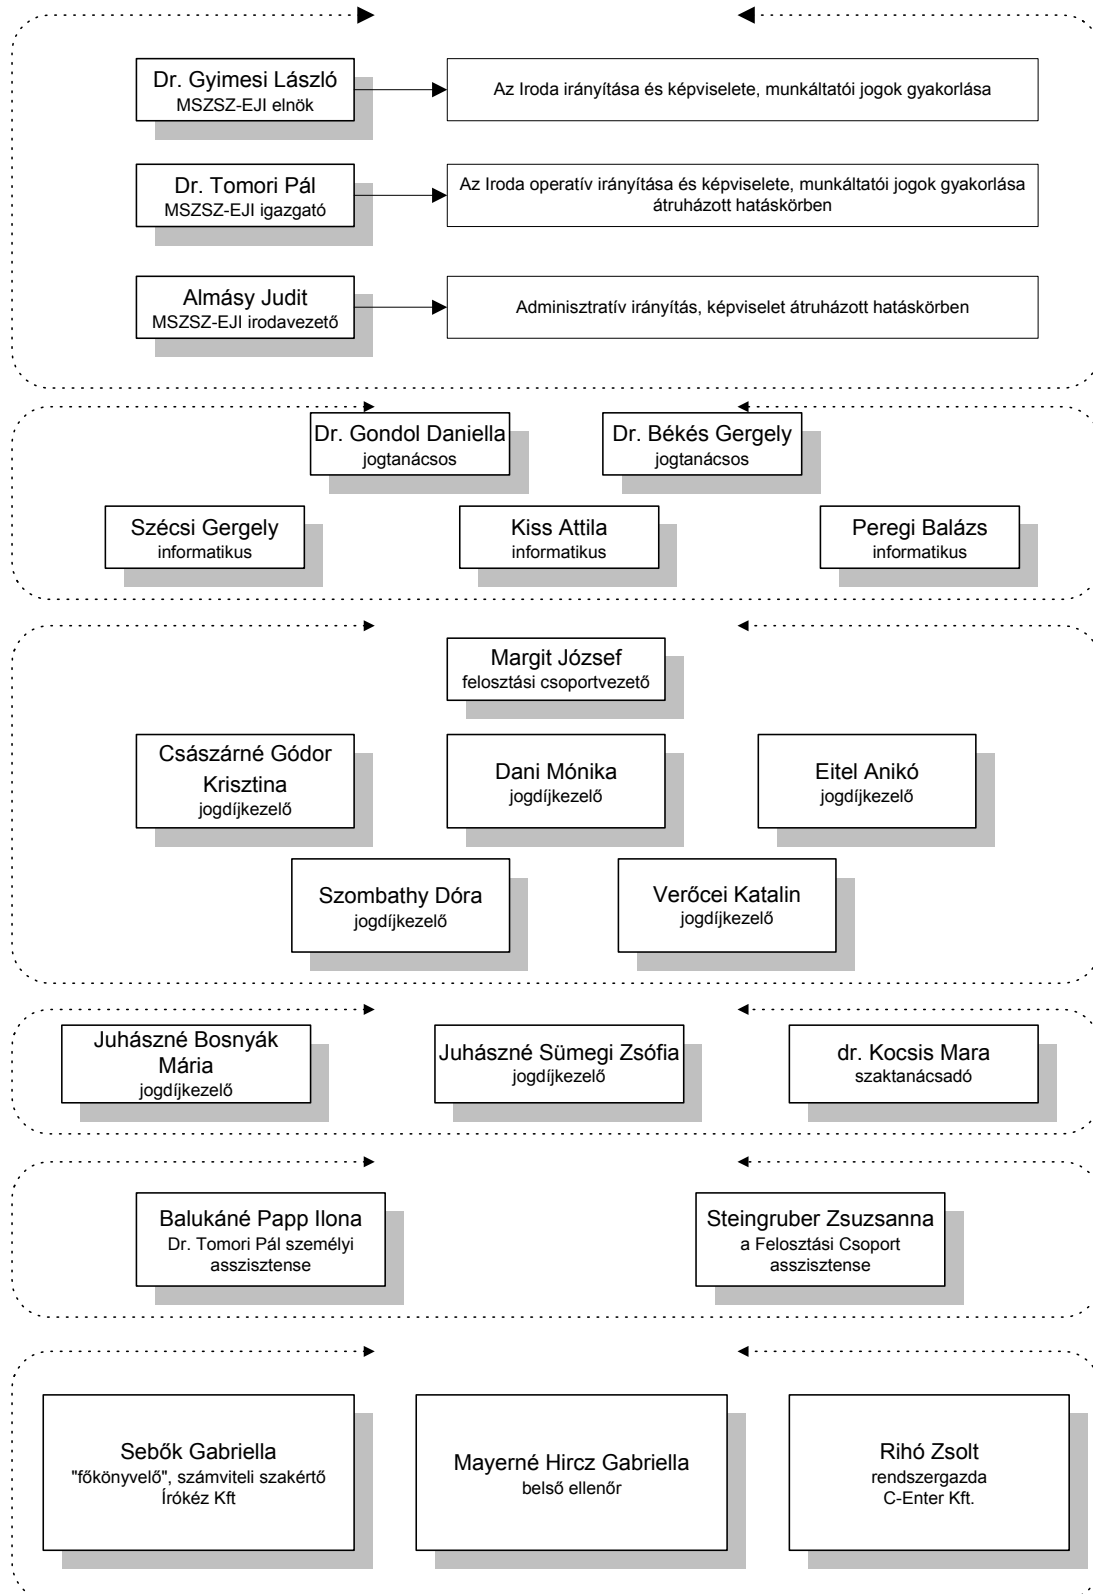 Dr. Gyimesi László
MSZSZ-EJI elnök
Az Iroda irányítása és képviselete, munkáltatói jogok gyakorlása
Dr. Tomori Pál
MSZSZ-EJI igazgató
Az Iroda operatív irányítása és képviselete, munkáltatói jogok gyakorlása
átruházott hatáskörben
Almásy Judit
MSZSZ-EJI irodavezető
Adminisztratív irányítás, képviselet átruházott hatáskörben
Dr. Gondol Daniella
jogtanácsos
Dr. Békés Gergely
jogtanácsos
Szécsi Gergely
informatikus
Kiss Attila
informatikus
Peregi Balázs
informatikus
Margit József
felosztási csoportvezető
Császárné Gódor
Krisztina
jogdíjkezelő
Dani Mónika
jogdíjkezelő
Eitel Anikó
jogdíjkezelő
Szombathy Dóra
jogdíjkezelő
Verőcei Katalin
jogdíjkezelő
Juhászné Bosnyák
Mária
jogdíjkezelő
Juhászné Sümegi Zsófia
jogdíjkezelő
dr. Kocsis Mara
szaktanácsadó
Balukáné Papp Ilona
Dr. Tomori Pál személyi
asszisztense
Steingruber Zsuzsanna
a Felosztási Csoport
asszisztense
Sebők Gabriella
"főkönyvelő", számviteli szakértő
Írókéz Kft
Mayerné Hircz Gabriella
belső ellenőr
Rihó Zsolt
rendszergazda
C-Enter Kft.